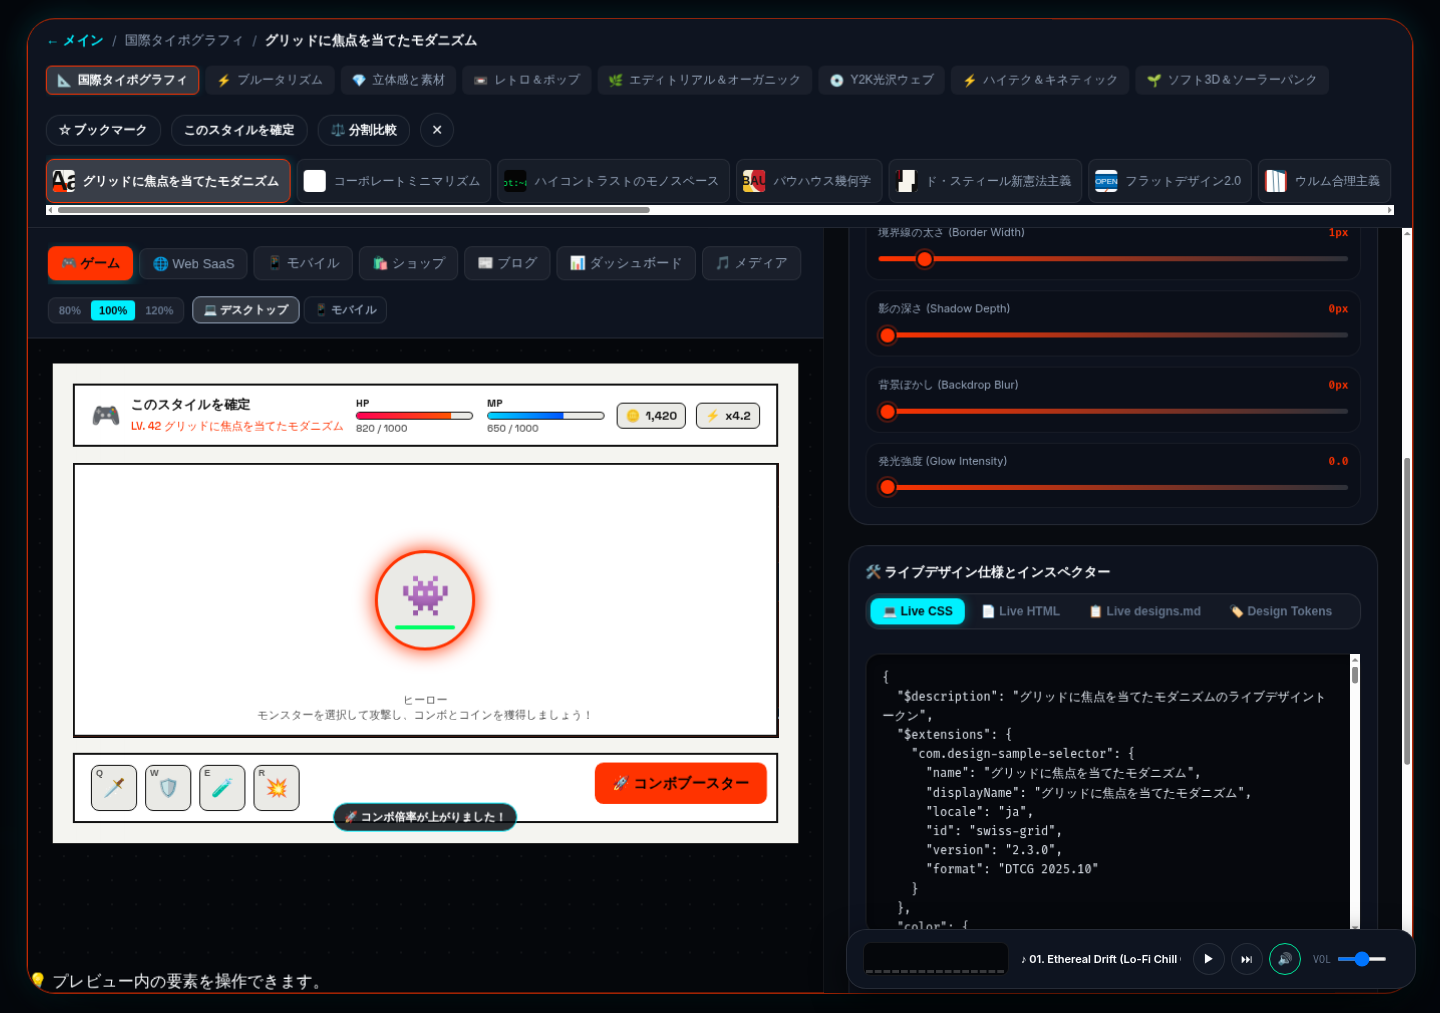 ← メイン / 国際タイポグラフィ / グリッドに焦点を当てたモダニズム
国際タイポグラフィ
ブルータリズム
立体感と素材
レトロ＆ポップ
エディトリアル＆オーガニック
Y2K光沢ウェブ
ハイテク＆キネティック
ソフト3D＆ソーラーパンク
☆ ブックマーク
このスタイルを確定
分割比較
✕
グリッドに焦点を当てたモダニズム
コーポレートミニマリズム
ハイコントラストのモノスペース
バウハウス幾何学
ド・スティール新憲法主義
OPEN
フラットデザイン2.0
ウルム合理主義
ゲーム
Web SaaS
モバイル
ショップ
ブログ
ダッシュボード
メディア
80%
100%
120%
デスクトップ
モバイル
このスタイルを確定
LV. 42 グリッドに焦点を当てたモダニズム
HP
820 / 1000
MP
650 / 1000
1,420
x4.2
ヒーロー
モンスターを選択して攻撃し、コンボとコインを獲得しましょう！
Q
W
E
R
コンボブースター
コンボ倍率が上がりました！
プレビュー内の要素を操作できます。
境界線の太さ (Border Width)
1px
影の深さ (Shadow Depth)
0px
背景ぼかし (Backdrop Blur)
0px
発光強度 (Glow Intensity)
0.0
ライブデザイン仕様とインスペクター
Live CSS
Live HTML
Live designs.md
Design Tokens
{
"$description": "グリッドに焦点を当てたモダニズムのライブデザイント
ークン",
"$extensions": {
"com.design-sample-selector": {
"name": "グリッドに焦点を当てたモダニズム",
"displayName": "グリッドに焦点を当てたモダニズム",
"locale": "ja",
"id": "swiss-grid",
"version": "2.3.0",
"format": "DTCG 2025.10"
}
},
"color": {
♪ 01. Ethereal Drift (Lo-Fi Chill
VOL